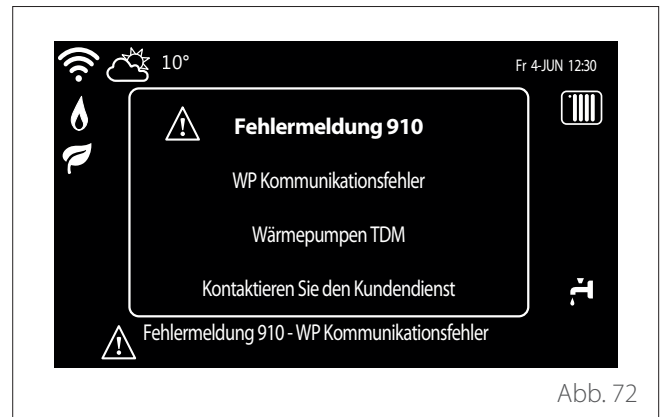 10°
Fr 4-JUN 12:30
Fehlermeldung 910
WP Kommunikationsfehler
Wärmepumpen TDM
Kontaktieren Sie den Kundendienst
Fehlermeldung 910 - WP Kommunikationsfehler
Abb. 72